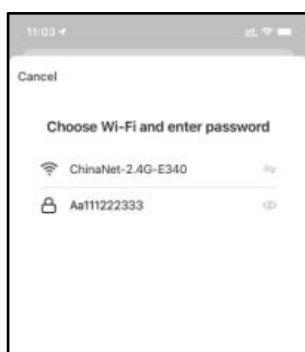 11:03
Cancel
Choose Wi-Fi and enter password
ChinaNet-2.4G-E340
Aa111222333